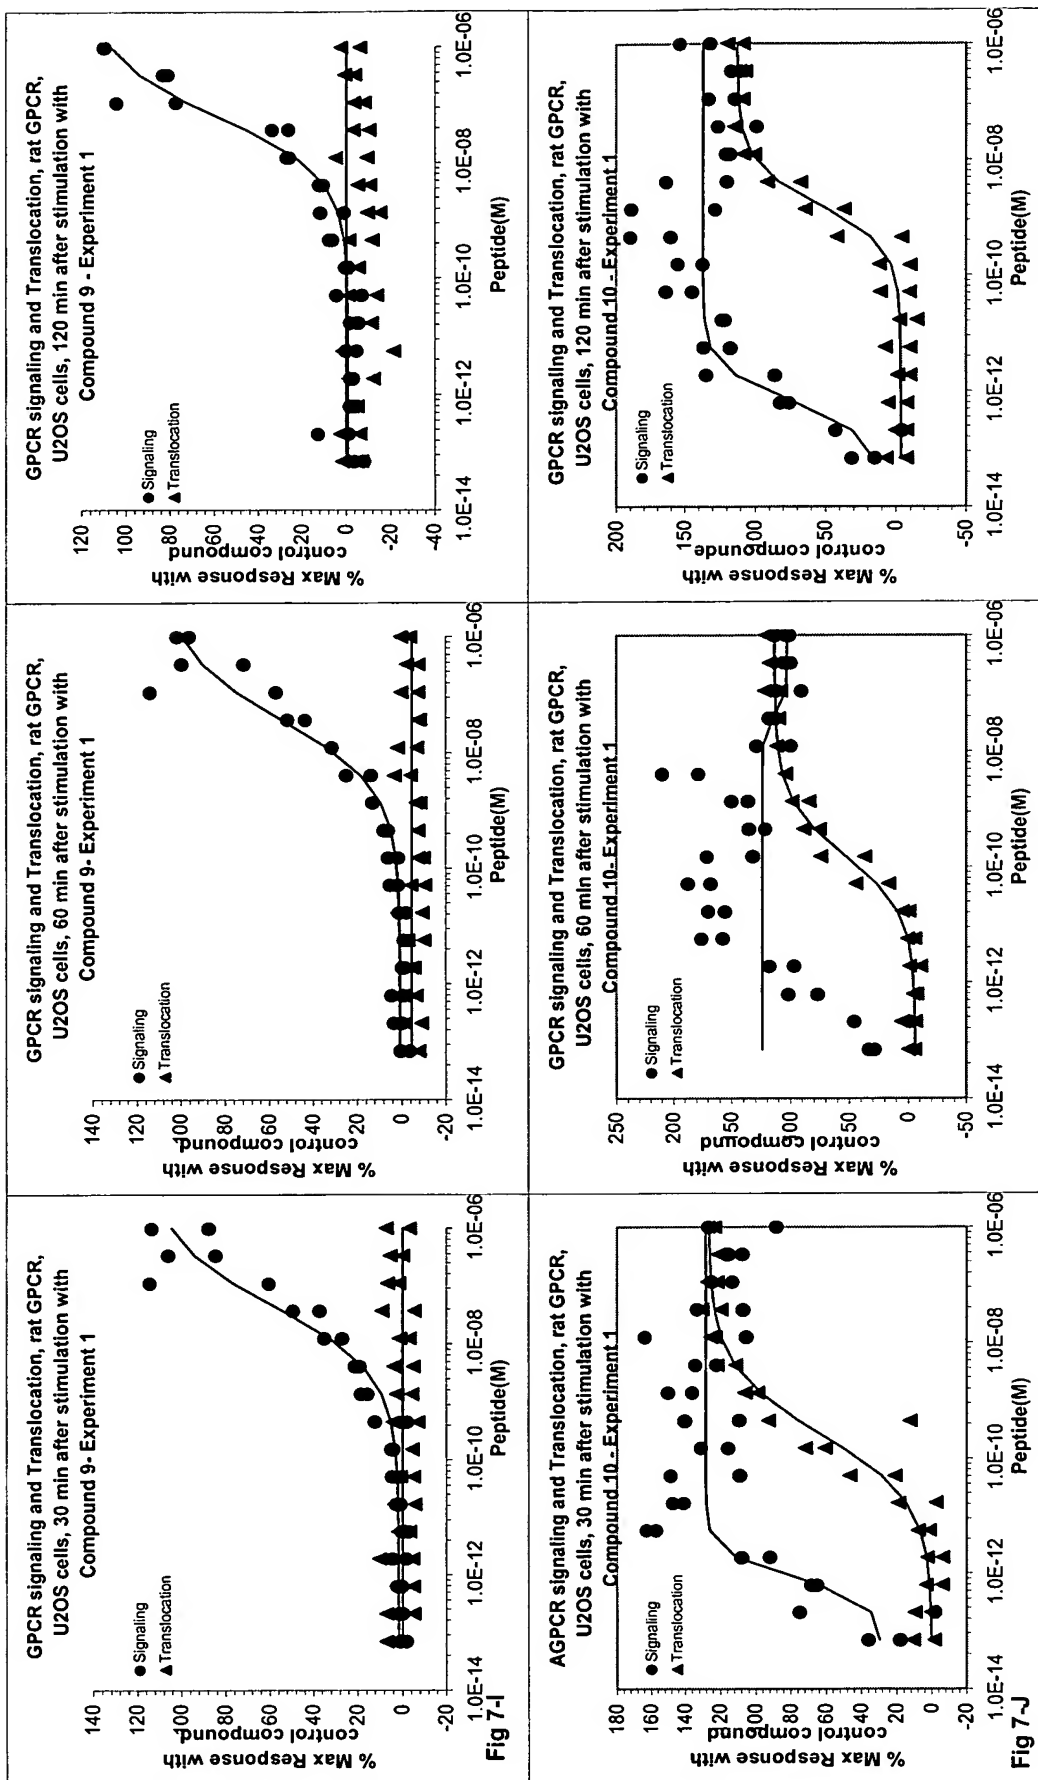 GPCR signaling and Translocation, rat GPCR,
U2OS cells, 30 min after stimulation with
Compound 9- Experiment 1
% Max Response with
control compound
140
120
100
80
60
40
20
0
Signaling
Translocation
1.0E-14
1.0E-12
1.0E-10
1.0E-08
1.0E-06
Peptide(M)
Fig 7-I
GPCR signaling and Translocation, rat GPCR,
U2OS cells, 60 min after stimulation with
Compound 9- Experiment 1
% Max Response with
control compound
140
120
100
80
60
40
20
0
-20
Signaling
Translocation
1.0E-14
1.0E-12
1.0E-10
1.0E-08
1.0E-06
Peptide(M)
GPCR signaling and Translocation, rat GPCR,
U2OS cells, 120 min after stimulation with
Compound 9 - Experiment 1
% Max Response with
control compound
120
100
80
60
40
20
0
-20
-40
Signaling
Translocation
1.0E-14
1.0E-12
1.0E-10
1.0E-08
1.0E-06
Peptide(M)
AGPCR signaling and Translocation, rat GPCR,
U2OS cells, 30 min after stimulation with
Compound 10 - Experiment 1
% Max Response with
control compound
180
160
140
120
100
80
60
40
20
0
-20
Signaling
Translocation
1.0E-14
1.0E-12
1.0E-10
1.0E-08
1.0E-06
Peptide(M)
Fig 7-J
GPCR signaling and Translocation, rat GPCR,
U2OS cells, 60 min after stimulation with
Compound 10- Experiment 1
% Max Response with
control compound
250
200
150
100
50
0
-50
Signaling
Translocation
1.0E-14
1.0E-12
1.0E-10
1.0E-08
1.0E-06
Peptide(M)
GPCR signaling and Translocation, rat GPCR,
U2OS cells, 120 min after stimulation with
Compound 10 - Experiment 1
% Max Response with
control compounde
200
150
100
50
0
-50
Signaling
Translocation
1.0E-14
1.0E-12
1.0E-10
1.0E-08
1.0E-06
Peptide(M)